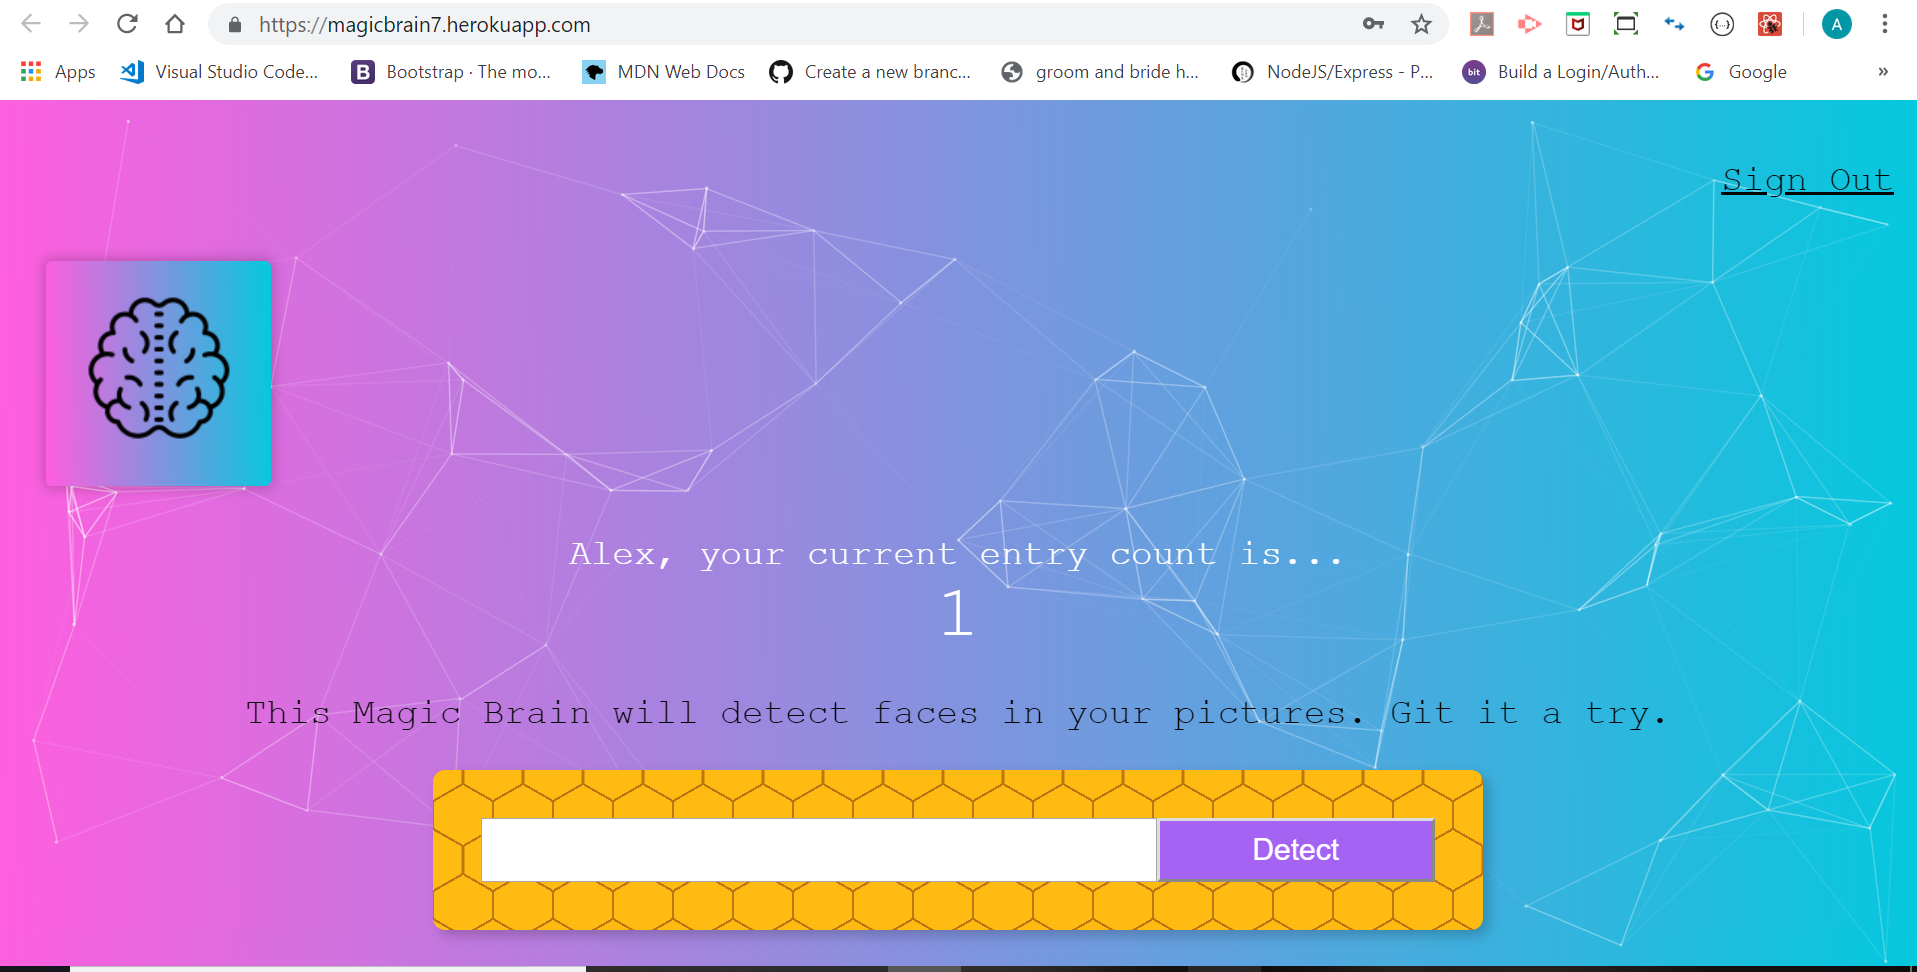 https://magicbrain7.herokuapp.com
A
Apps Visual Studio Code... B Bootstrap · The mo... MDN Web Docs Create a new branc... groom and bride h... NodeJS/Express - P... bit Build a Login/Auth... Google »
Sign Out
Alex, your current entry count is...
1
This Magic Brain will detect faces in your pictures. Git it a try.
Detect